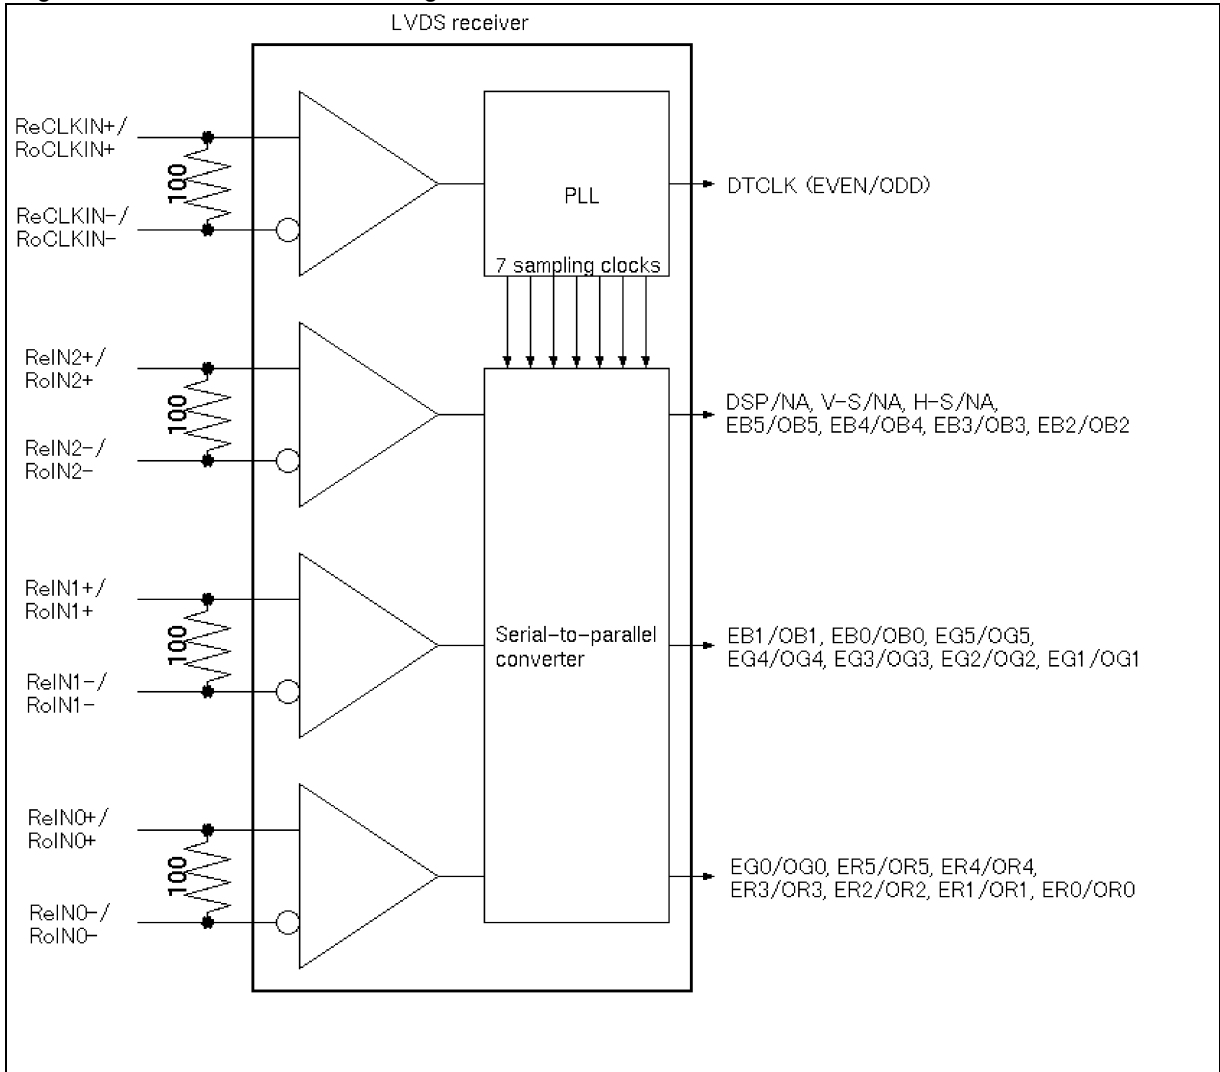 LVDS receiver
ReCLKIN+/
RoCLKIN+
100
ReCLKIN-/
RoCLKIN-
PLL
7 sampling clocks
DTCLK (EVEN/ODD)
ReIN2+/
RoIN2+
100
ReIN2-/
RoIN2-
DSP/NA, V-S/NA, H-S/NA,
EB5/OB5, EB4/OB4, EB3/OB3, EB2/OB2
ReIN1+/
RoIN1+
100
ReIN1-/
RoIN1-
Serial-to-parallel
converter
EB1/OB1, EB0/OB0, EG5/OG5,
EG4/OG4, EG3/OG3, EG2/OG2, EG1/OG1
ReIN0+/
RoIN0+
100
ReIN0-/
RoIN0-
EG0/OG0, ER5/OR5, ER4/OR4,
ER3/OR3, ER2/OR2, ER1/OR1, ER0/OR0